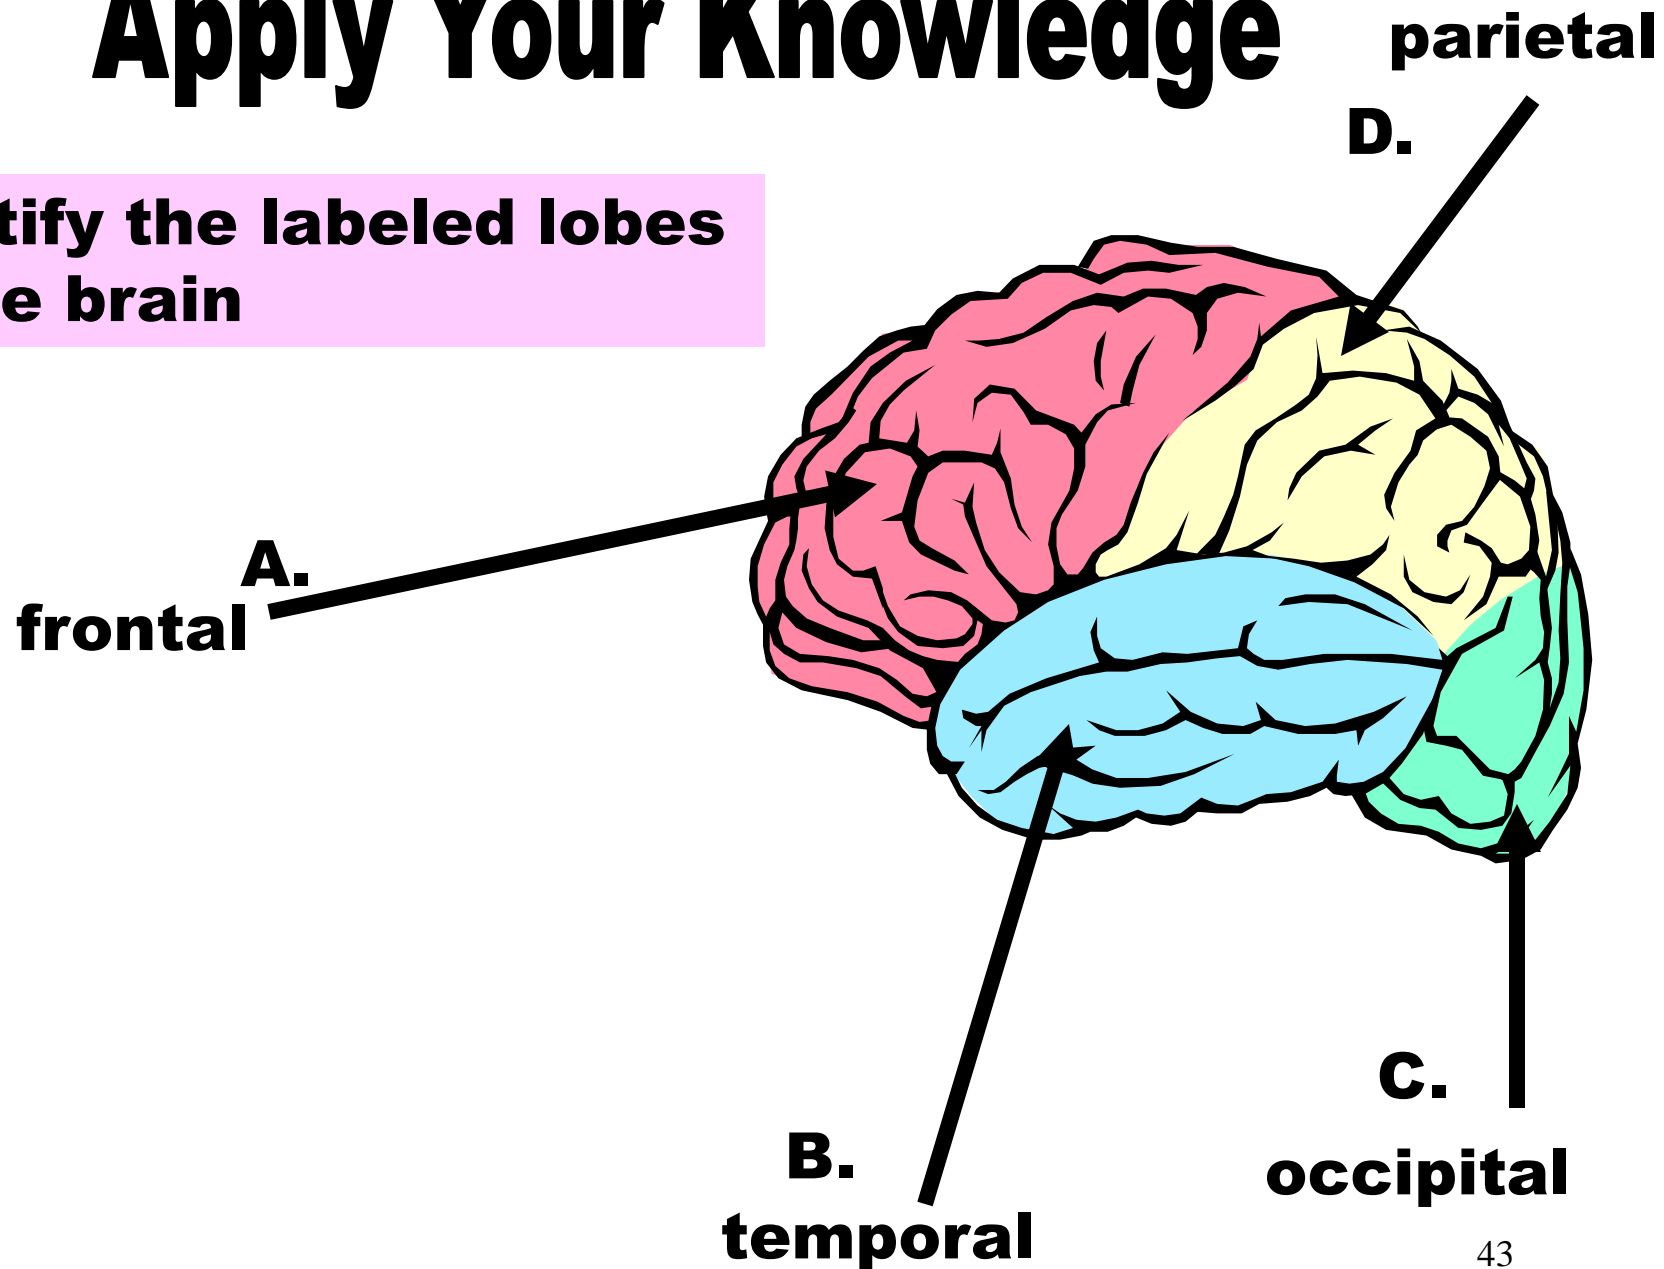 Apply Your Knowledge
parietal
D.
tify the labeled lobes
e brain
A.
frontal
C.
B.
occipital
temporal
43